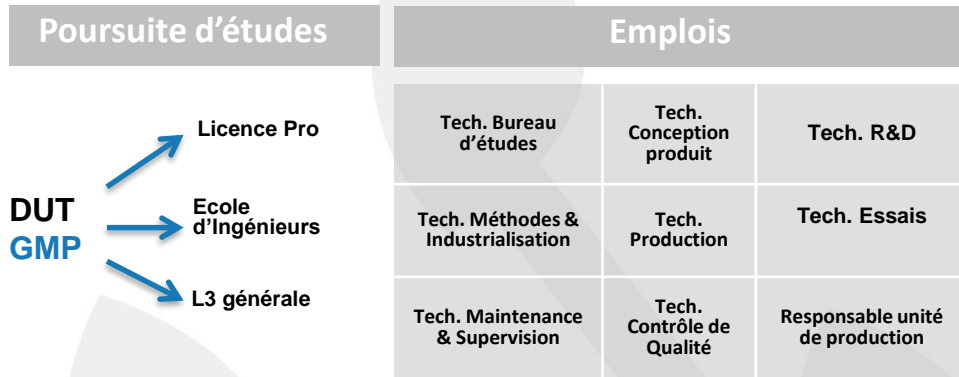 Poursuite d’études
Emplois
Licence Pro
DUT
GMP
Ecole
d’Ingénieurs
L3 générale
Tech. Bureau
d’études
Tech.
Conception
produit
Tech. R&D
Tech. Méthodes &
Industrialisation
Tech.
Production
Tech. Essais
Tech. Maintenance
& Supervision
Tech.
Contrôle de
Qualité
Responsable unité
de production